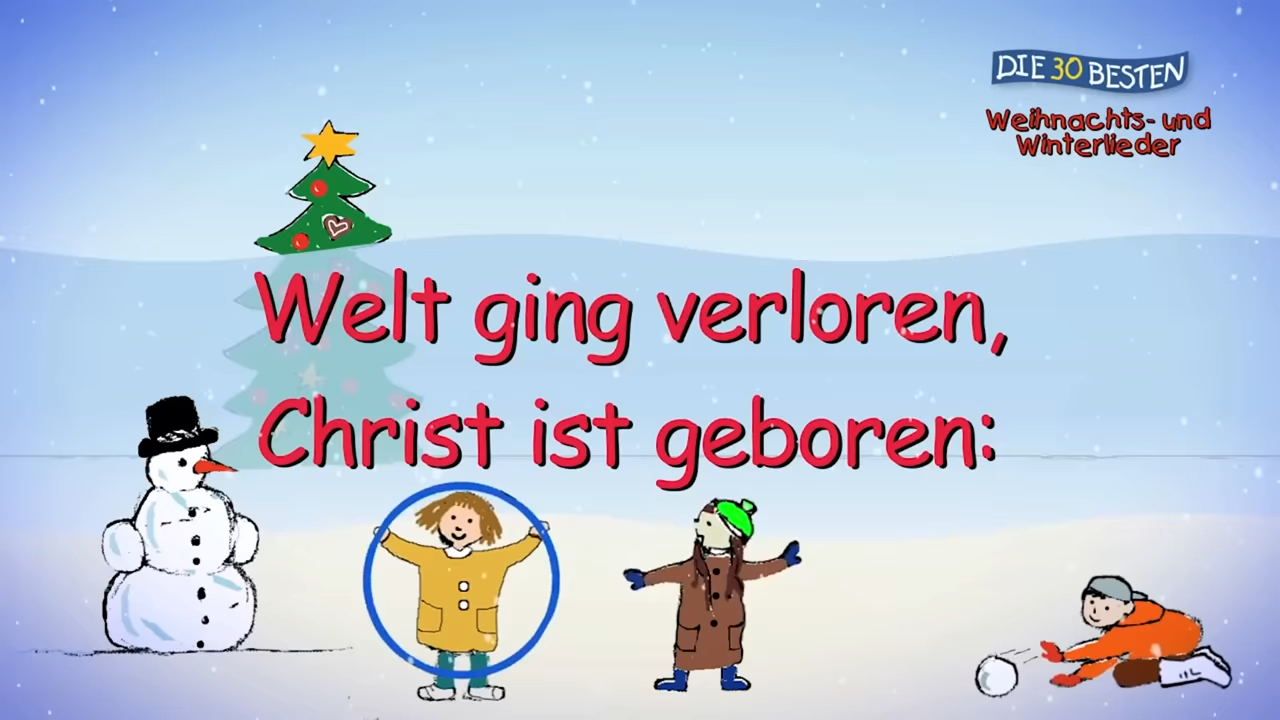 DIE 30 BESTEN
Weihnachts- und
Winterlieder
Welt ging verloren,
Christ ist geboren: